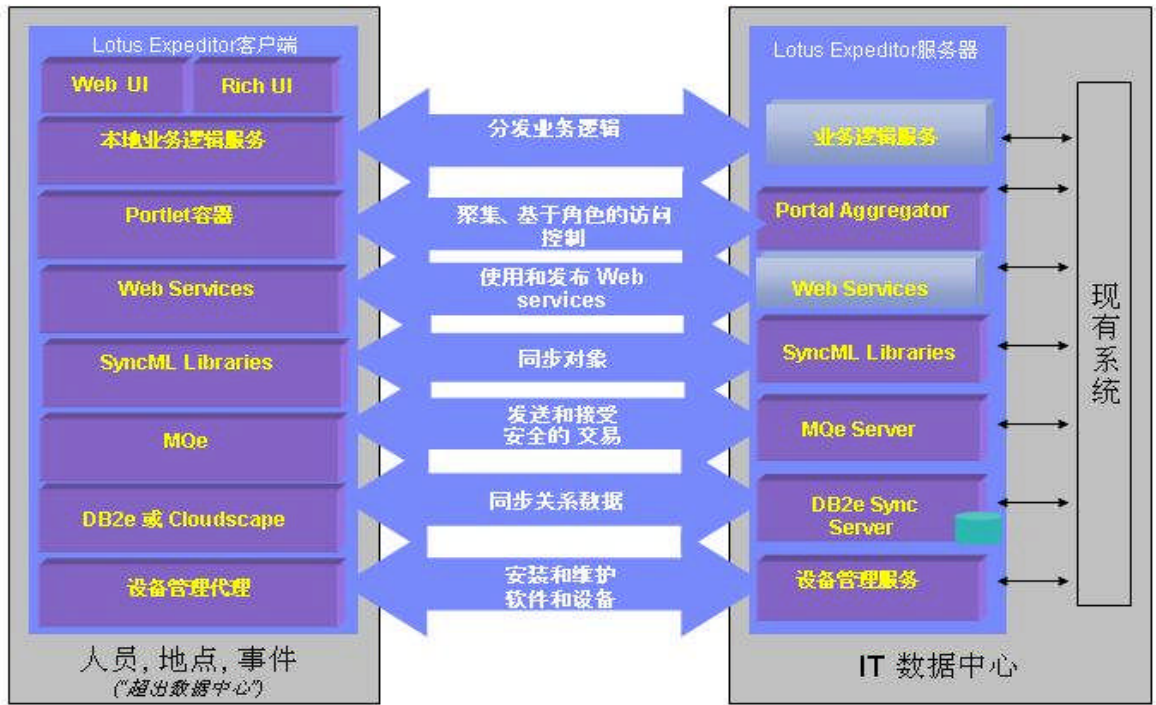 Lotus Expeditor客户端
Web UI
Rich UI
本地业务逻辑服务
Portlet容器
Web Services
SyncML Libraries
MQe
DB2e 或 Cloudscape
设备管理代理
人员, 地点, 事件
(“超出数据中心”)
分发业务逻辑
聚集、基于角色的访问
控制
使用和发布 Web
services
同步对象
发送和接受
安全的 交易
同步关系数据
安装和维护
软件和设备
Lotus Expeditor服务器
业务逻辑服务
Portal Aggregator
Web Services
SyncML Libraries
MQe Server
DB2e Sync
Server
设备管理服务
IT 数据中心
现有系统